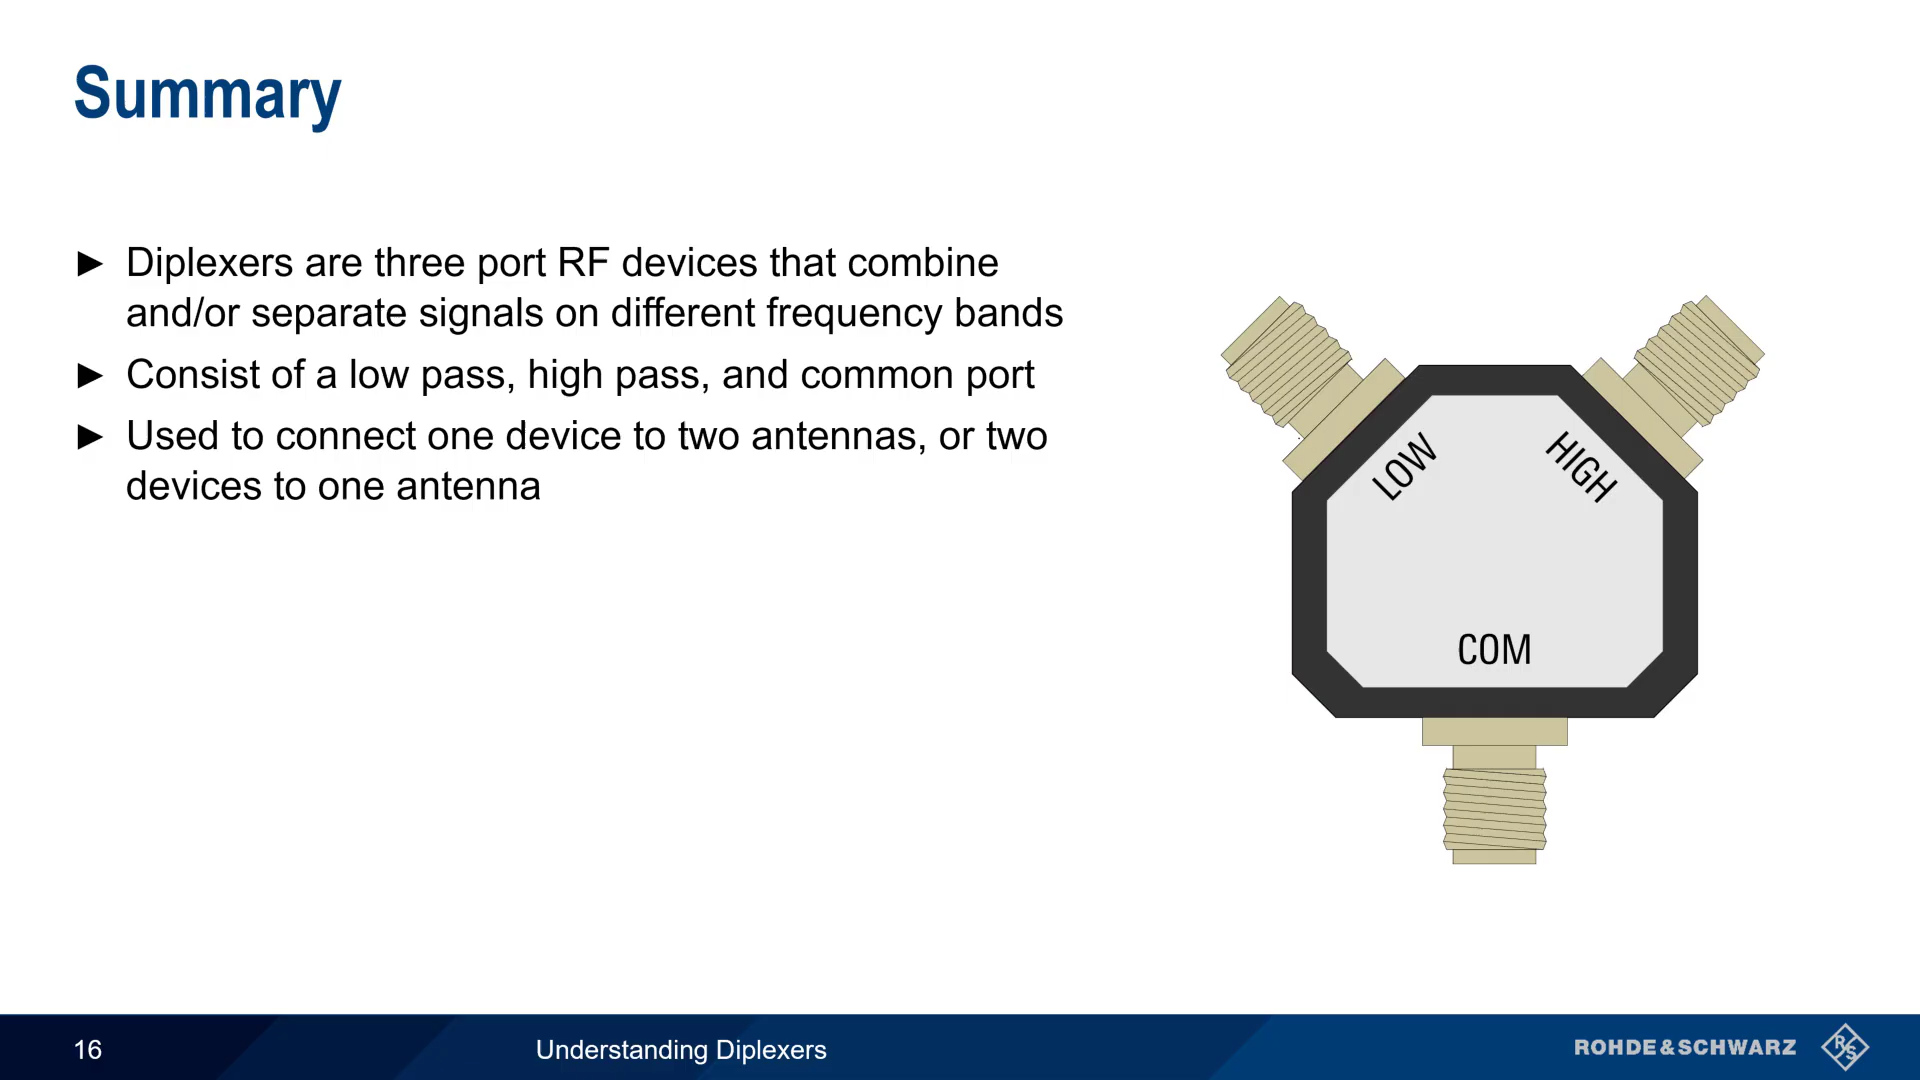 Summary
► Diplexers are three port RF devices that combine
and/or separate signals on different frequency bands
► Consist of a low pass, high pass, and common port
► Used to connect one device to two antennas, or two
devices to one antenna
LOW
HIGH
COM
16
Understanding Diplexers
ROHDE&SCHWARZ
R
S